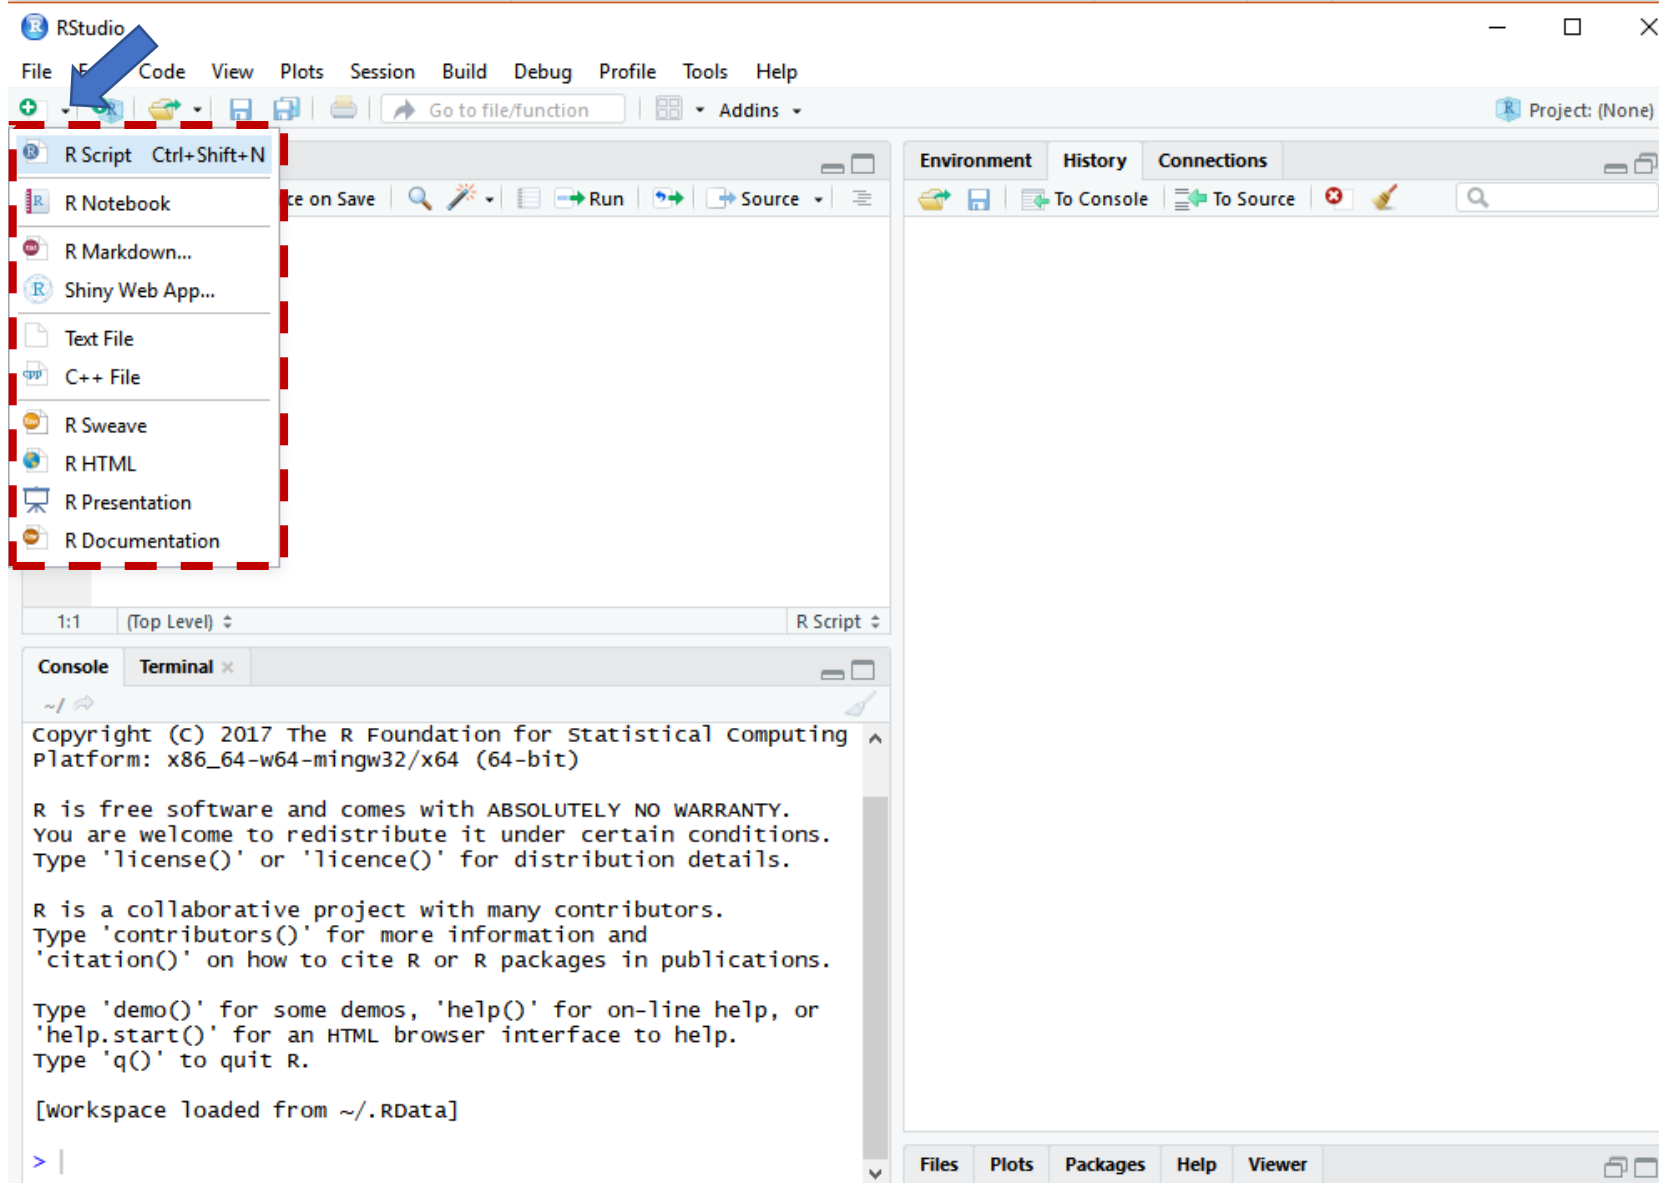 RStudio
File Code View Plots Session Build Debug Profile Tools Help
Go to file/function Addins Project: (None)
R Script Ctrl+Shift+N
R Notebook
R Markdown...
Shiny Web App...
Text File
C++ File
R Sweave
R HTML
R Presentation
R Documentation
on Save Run Source
1:1 (Top Level) R Script
Environment History Connections
To Console To Source
Console Terminal
~/
Copyright (C) 2017 The R Foundation for Statistical Computing
Platform: x86_64-w64-mingw32/x64 (64-bit)
R is free software and comes with ABSOLUTELY NO WARRANTY.
You are welcome to redistribute it under certain conditions.
Type 'license()' or 'licence()' for distribution details.
R is a collaborative project with many contributors.
Type 'contributors()' for more information and
'citation()' on how to cite R or R packages in publications.
Type 'demo()' for some demos, 'help()' for on-line help, or
'help.start()' for an HTML browser interface to help.
Type 'q()' to quit R.
[Workspace loaded from ~/.RData]
>
Files Plots Packages Help Viewer